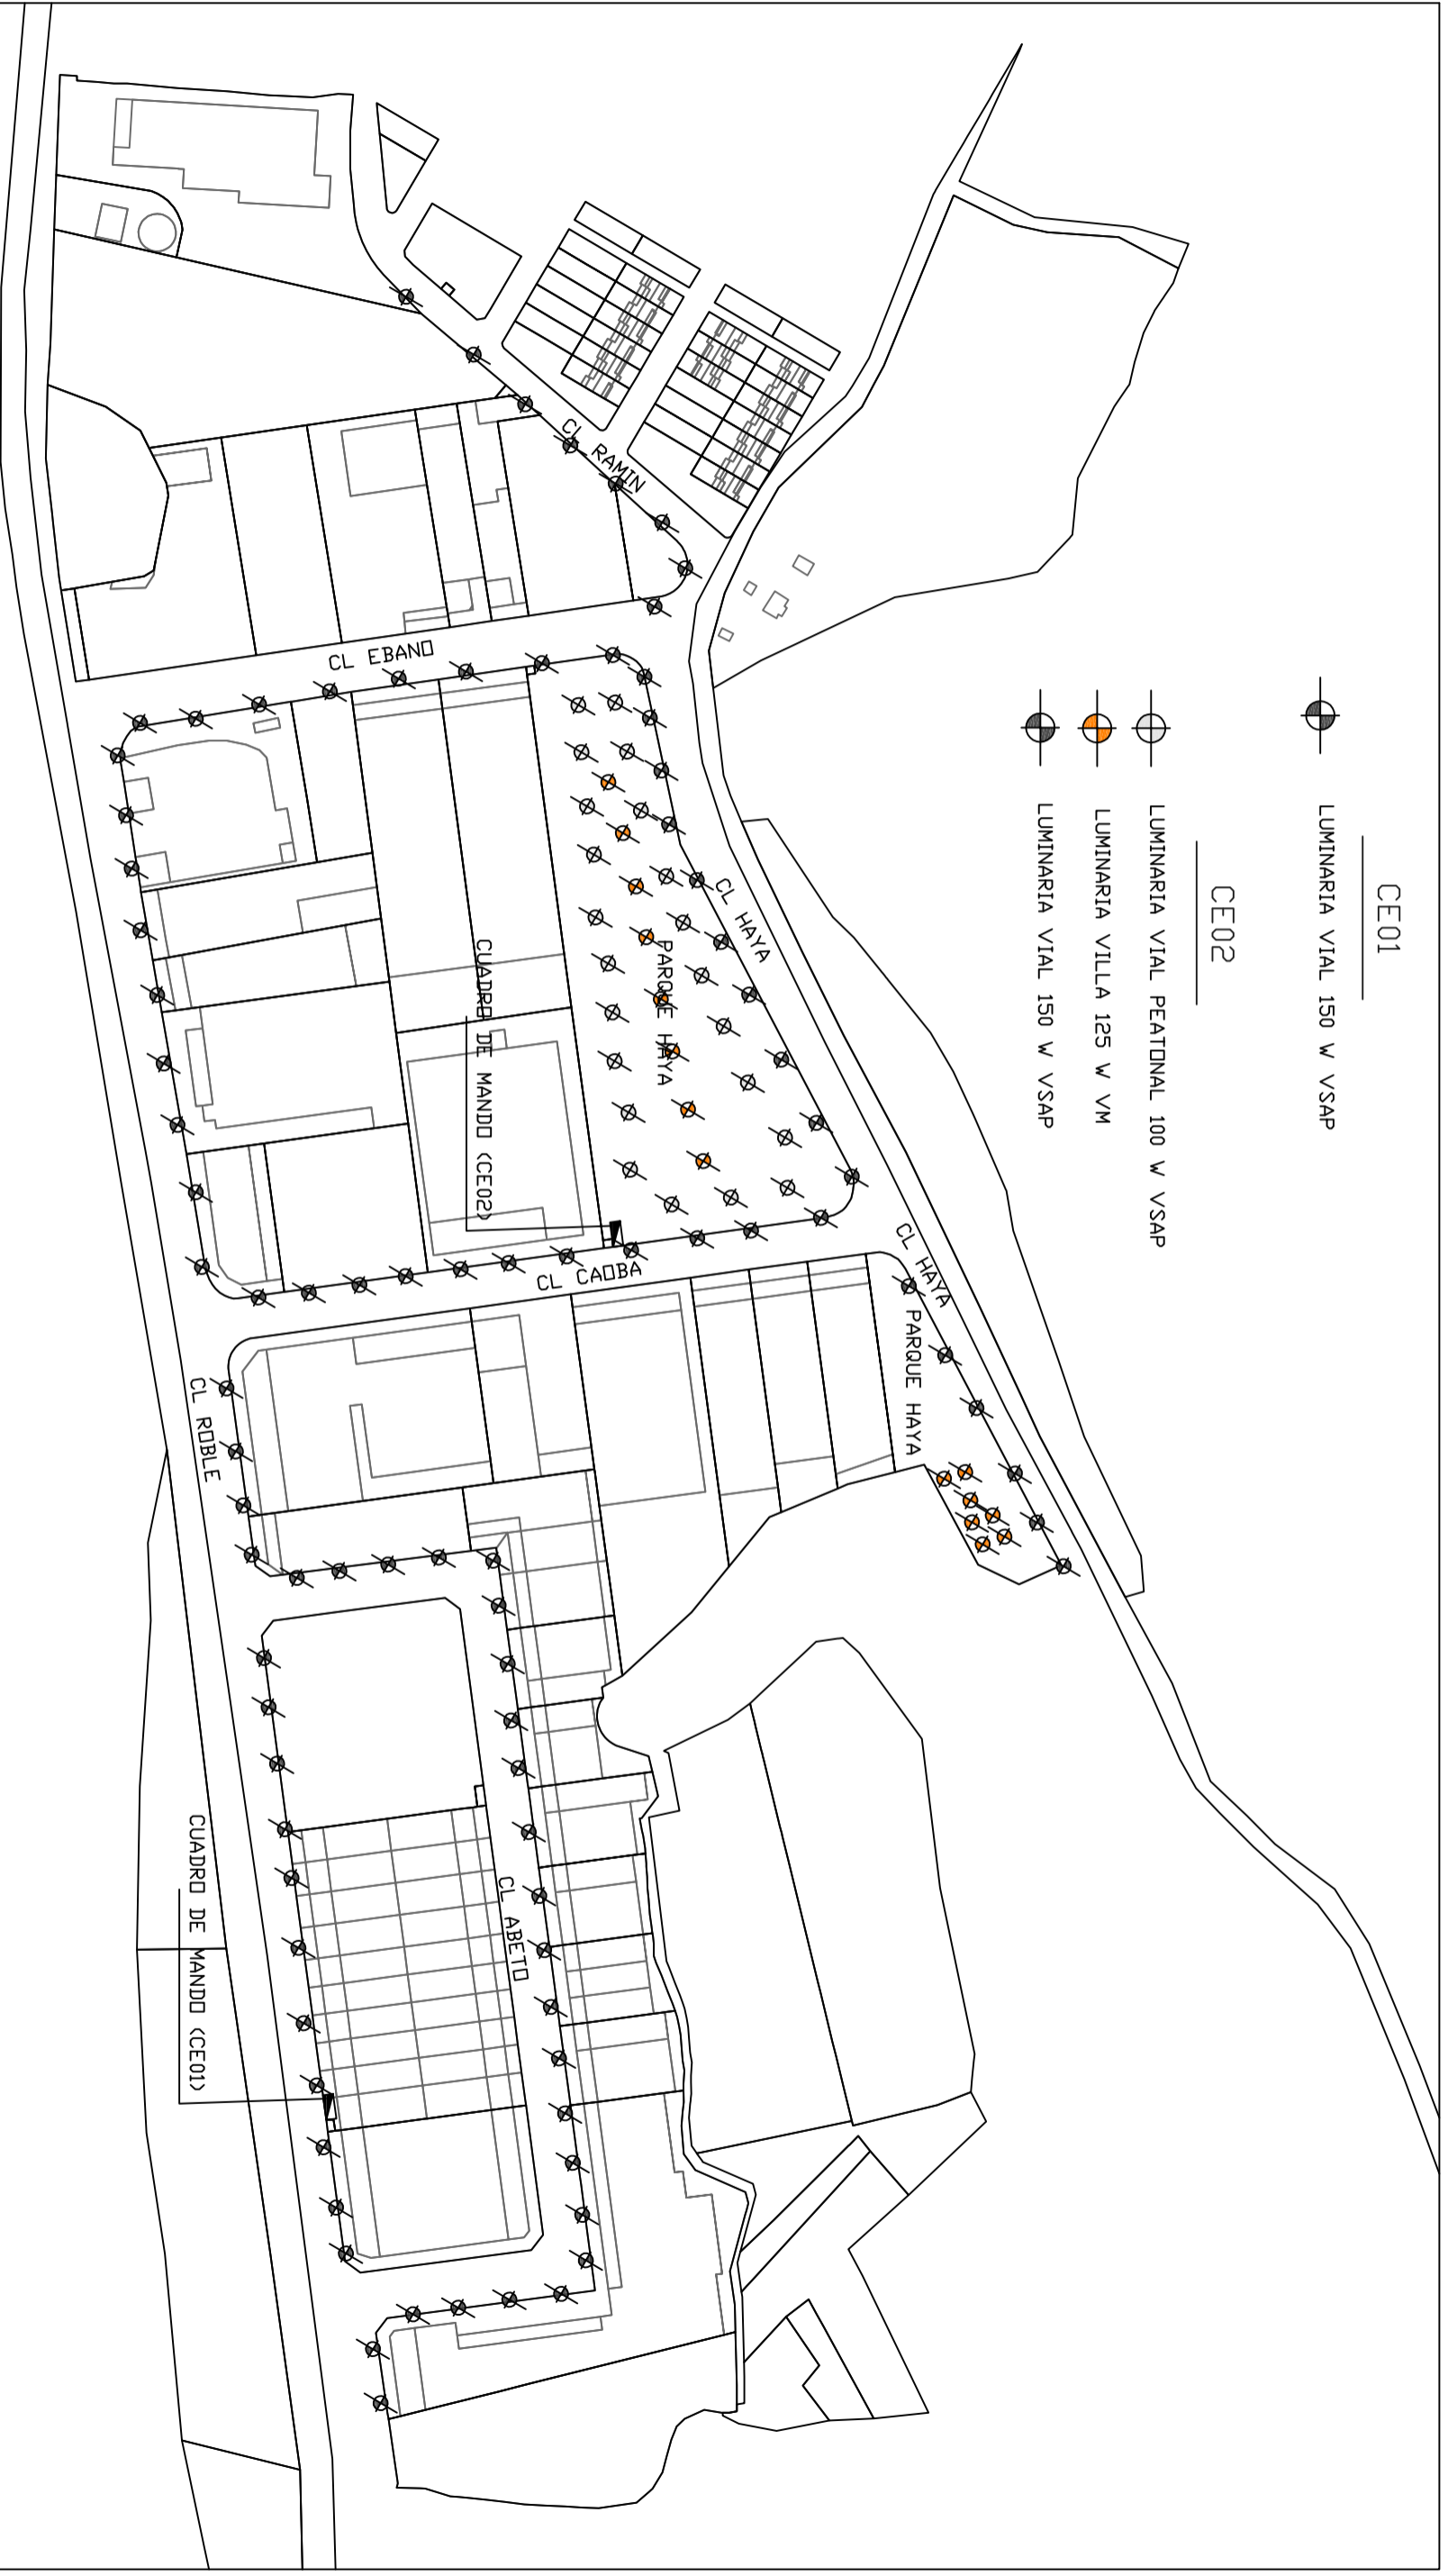 CE01
LUMINARIA VIAL 150 W VSAP
CE02
LUMINARIA VIAL PEATONAL 100 W VSAP
LUMINARIA VILLA 125 W VM
LUMINARIA VIAL 150 W VSAP
CL RAMIN
CL EBANO
CL HAYA
PARQUE HAYA
CUADRO DE MANDO (CE02)
CL CAOBA
CL HAYA
PARQUE HAYA
CL ROBLE
CL ABETO
CUADRO DE MANDO (CE01)